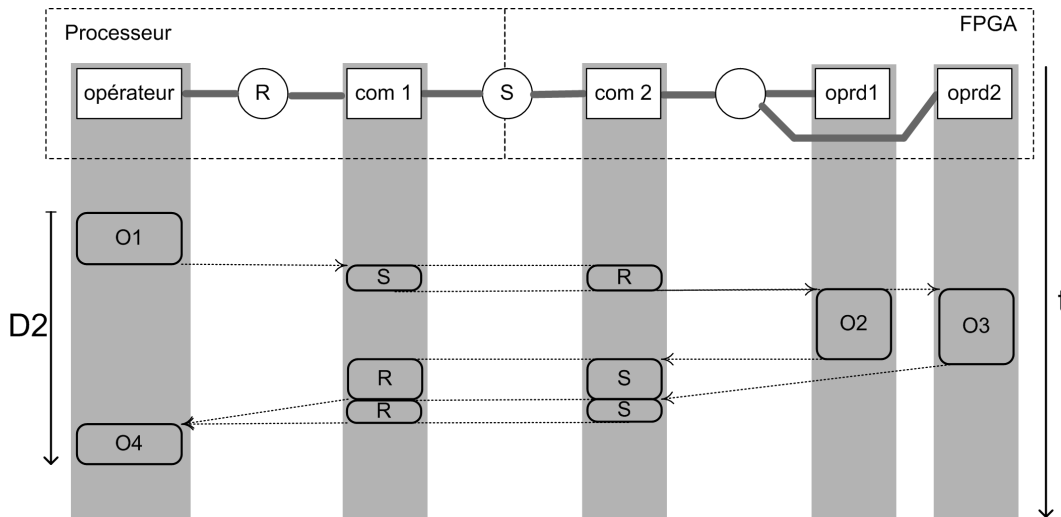 Processeur
FPGA
opérateur
R
com 1
S
com 2
oprd1
oprd2
O1
S
R
D2
O2
O3
t
R
S
R
S
O4